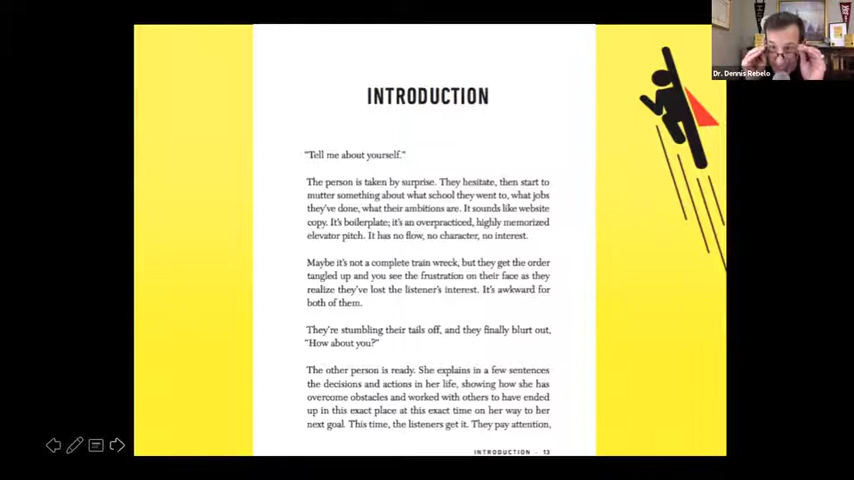 INTRODUCTION
"Tell me about yourself."
The person is taken by surprise. They hesitate, then start to
mutter something about what school they went to, what jobs
they've done, what their ambitions are. It sounds like website
copy. It's boilerplate; it's an overpracticed, highly memorized
elevator pitch. It has no flow, no character, no interest.
Maybe it's not a complete train wreck, but they get the order
tangled up and you see the frustration on their face as they
realize they've lost the listener's interest. It's awkward for
both of them.
They're stumbling their tails off, and they finally blurt out,
"How about you?"
The other person is ready. She explains in a few sentences
the decisions and actions in her life, showing how she has
overcome obstacles and worked with others to have ended
up in this exact place at this exact time on her way to her
next goal. This time, the listeners get it. They pay attention,
INTRODUCTION · 13
Dr. Dennis Rebelo